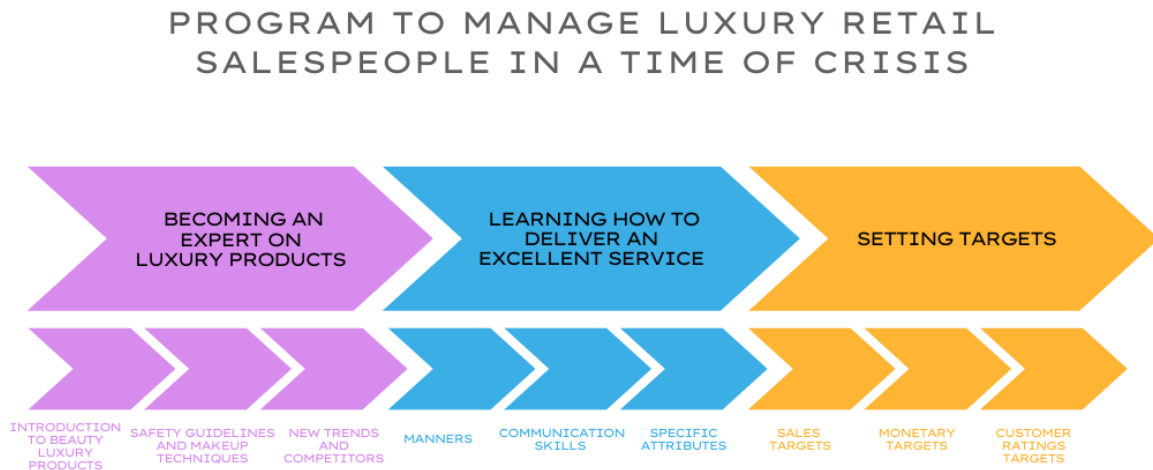 PROGRAM TO MANAGE LUXURY RETAIL
SALESPEOPLE IN A TIME OF CRISIS
BECOMING AN
EXPERT ON
LUXURY PRODUCTS
LEARNING HOW TO
DELIVER AN
EXCELLENT SERVICE
SETTING TARGETS
INTRODUCTION
TO BEAUTY
LUXURY
PRODUCTS
SAFETY GUIDELINES
AND MAKEUP
TECHNIQUES
NEW TRENDS
AND
COMPETITORS
MANNERS
COMMUNICATION
SKILLS
SPECIFIC
ATTRIBUTES
SALES
TARGETS
MONETARY
TARGETS
CUSTOMER
RATINGS
TARGETS